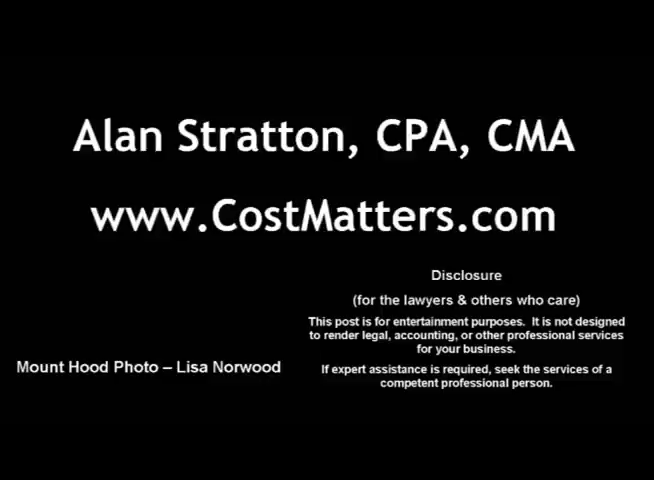 Alan Stratton, CPA, CMA
www.CostMatters.com
Disclosure
(for the lawyers & others who care)
This post is for entertainment purposes.  It is not designed
to render legal, accounting, or other professional services
for your business.
If expert assistance is required, seek the services of a
competent professional person.
Mount Hood Photo – Lisa Norwood